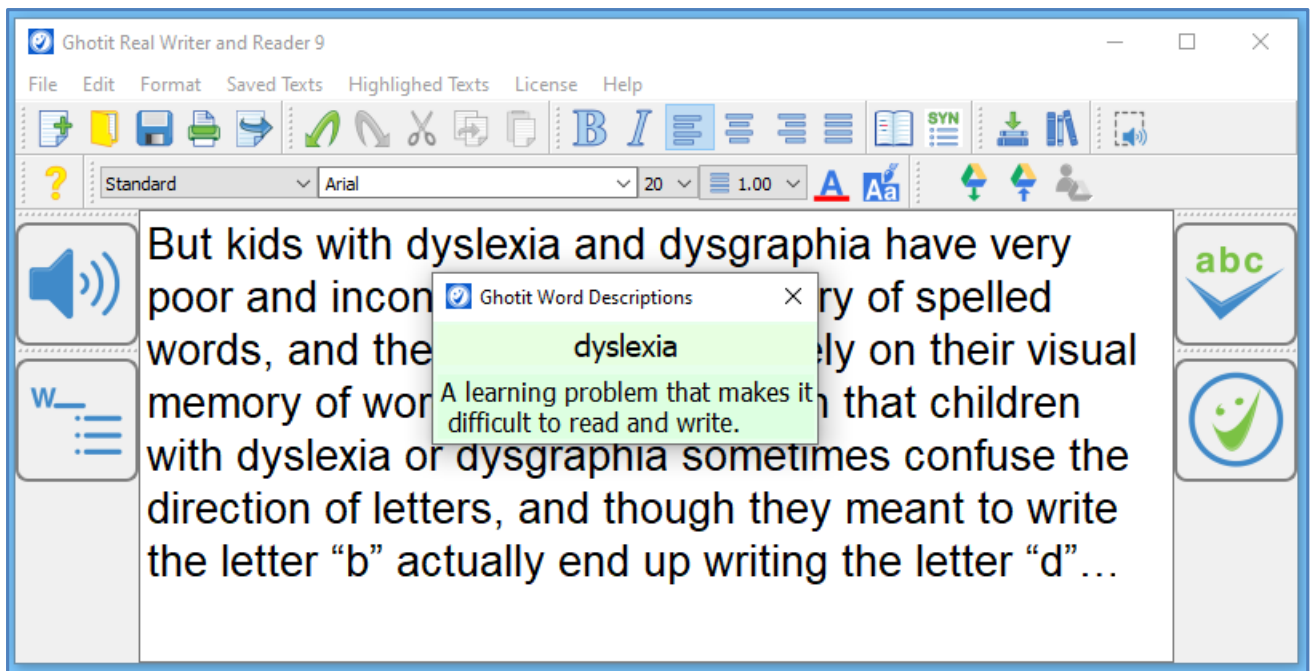 Ghotit Real Writer and Reader 9
File Edit Format Saved Texts Highlighed Texts License Help
B I SYN
? Standard Arial 20 1.00 A Aa
But kids with dyslexia and dysgraphia have very
poor and incon ry of spelled
words, and the ly on their visual
memory of wor that children
with dyslexia or dysgraphia sometimes confuse the
direction of letters, and though they meant to write
the letter “b” actually end up writing the letter “d”…
Ghotit Word Descriptions
dyslexia
A learning problem that makes it
difficult to read and write.
W
abc